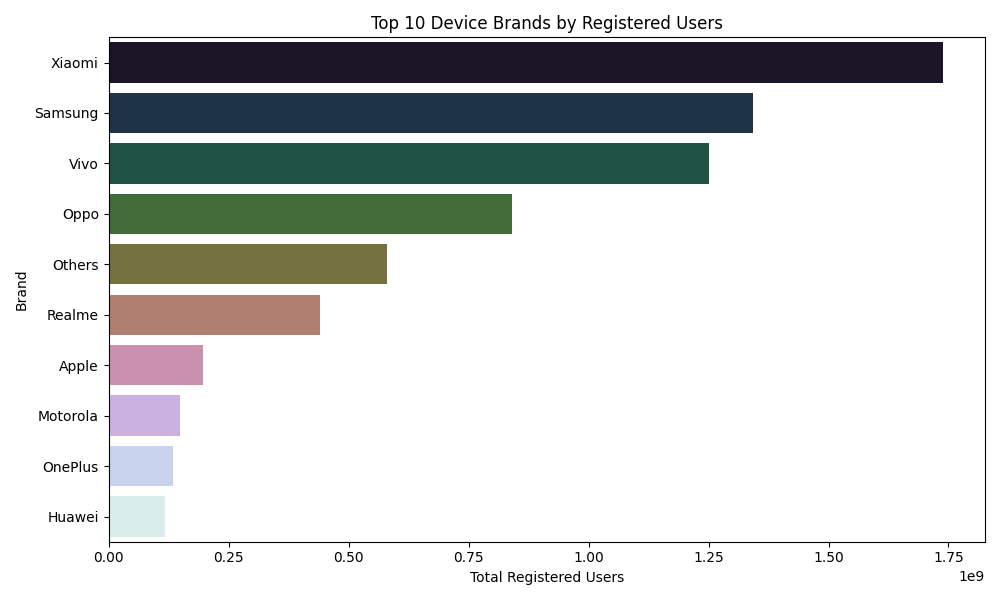 Top 10 Device Brands by Registered Users
Brand
Xiaomi
Samsung
Vivo
Oppo
Others
Realme
Apple
Motorola
OnePlus
Huawei
0.00 0.25 0.50 0.75 1.00 1.25 1.50 1.75
1e9
Total Registered Users